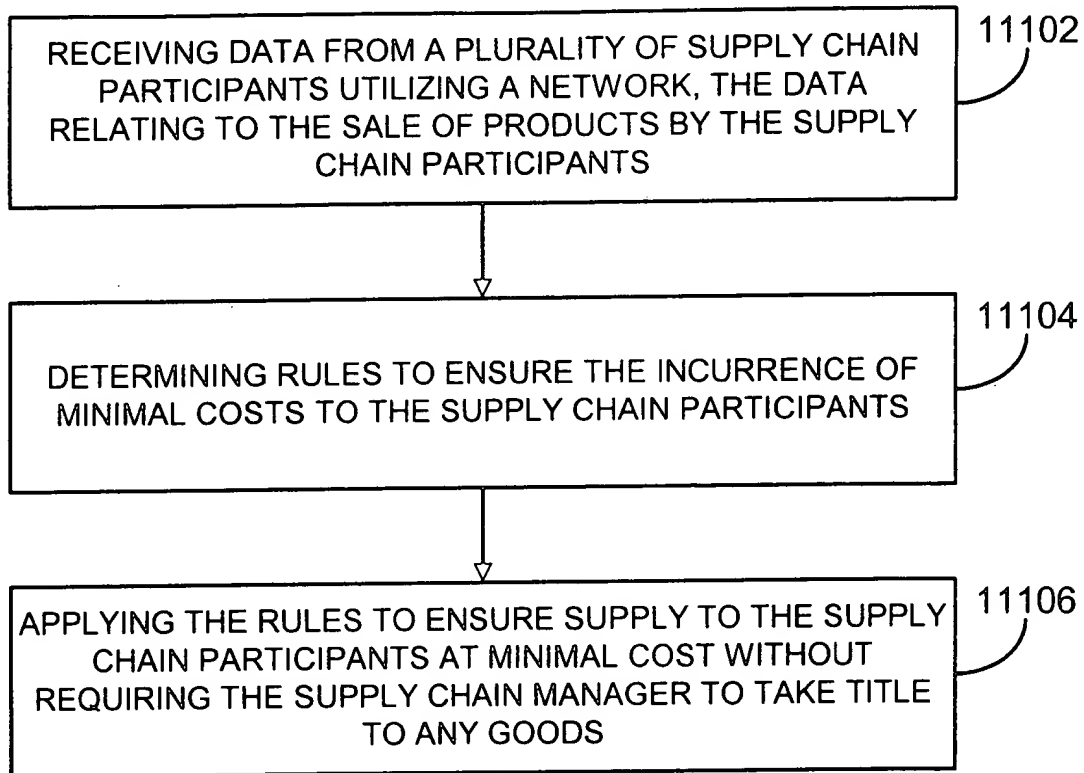 RECEIVING DATA FROM A PLURALITY OF SUPPLY CHAIN
PARTICIPANTS UTILIZING A NETWORK, THE DATA
RELATING TO THE SALE OF PRODUCTS BY THE SUPPLY
CHAIN PARTICIPANTS
11102
DETERMINING RULES TO ENSURE THE INCURRENCE OF
MINIMAL COSTS TO THE SUPPLY CHAIN PARTICIPANTS
11104
APPLYING THE RULES TO ENSURE SUPPLY TO THE SUPPLY
CHAIN PARTICIPANTS AT MINIMAL COST WITHOUT
REQUIRING THE SUPPLY CHAIN MANAGER TO TAKE TITLE
TO ANY GOODS
11106